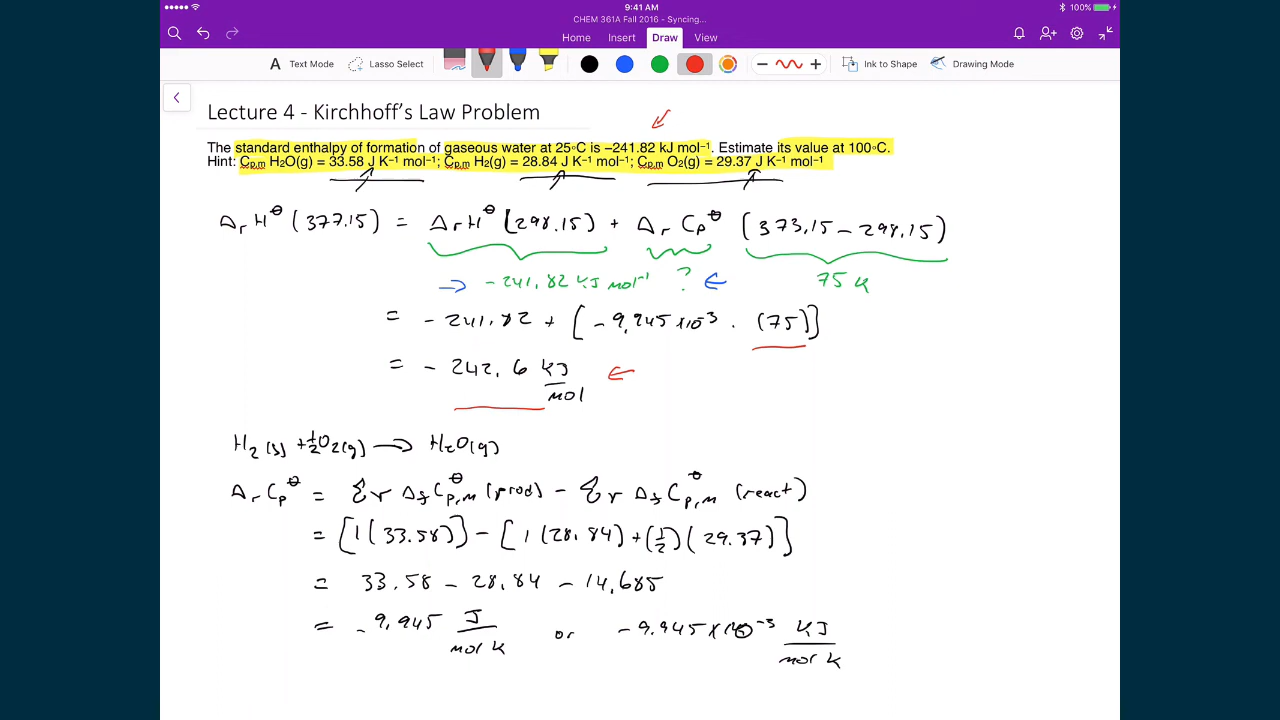 9:41 AM
100%
CHEM 361A Fall 2016 - Syncing...
Home Insert Draw View
A Text Mode Lasso Select Ink to Shape Drawing Mode
Lecture 4 - Kirchhoff's Law Problem
The standard enthalpy of formation of gaseous water at 25◦C is −241.82 kJ mol−1. Estimate its value at 100◦C.
Hint: Cp,m H2O(g) = 33.58 J K−1 mol−1; Cp,m H2(g) = 28.84 J K−1 mol−1; Cp,m O2(g) = 29.37 J K−1 mol−1
ΔrH⦵(377.15) = ΔrH⦵(298.15) + ΔrCp⦵ (373.15 - 298.15)
→ -241.82 KJ mol-1 ? ← 75 K
= -241.82 + [-9.945×10-3 · (75)]
= -242.6 KJ/mol ←
H2(g) + 1/2O2(g) → H2O(g)
ΔrCp⦵ = Σν ΔfCp,m⦵ (prod) - Σν ΔfCp,m⦵ (react)
= [1(33.58)] - [1(28.84) + (1/2)(29.37)]
= 33.58 - 28.84 - 14.685
= -9.945 J/mol K or -9.945×10-3 KJ/mol K